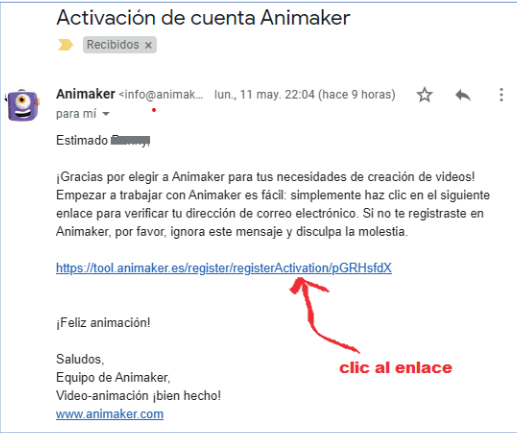 Activación de cuenta Animaker
Recibidos x
Animaker <info@animak... lun., 11 may. 22:04 (hace 9 horas)
para mí
Estimado
¡Gracias por elegir a Animaker para tus necesidades de creación de videos!
Empezar a trabajar con Animaker es fácil: simplemente haz clic en el siguiente
enlace para verificar tu dirección de correo electrónico. Si no te registraste en
Animaker, por favor, ignora este mensaje y disculpa la molestia.
https://tool.animaker.es/register/registerActivation/pGRHsfdX
¡Feliz animación!
clic al enlace
Saludos,
Equipo de Animaker,
Video-animación ¡bien hecho!
www.animaker.com